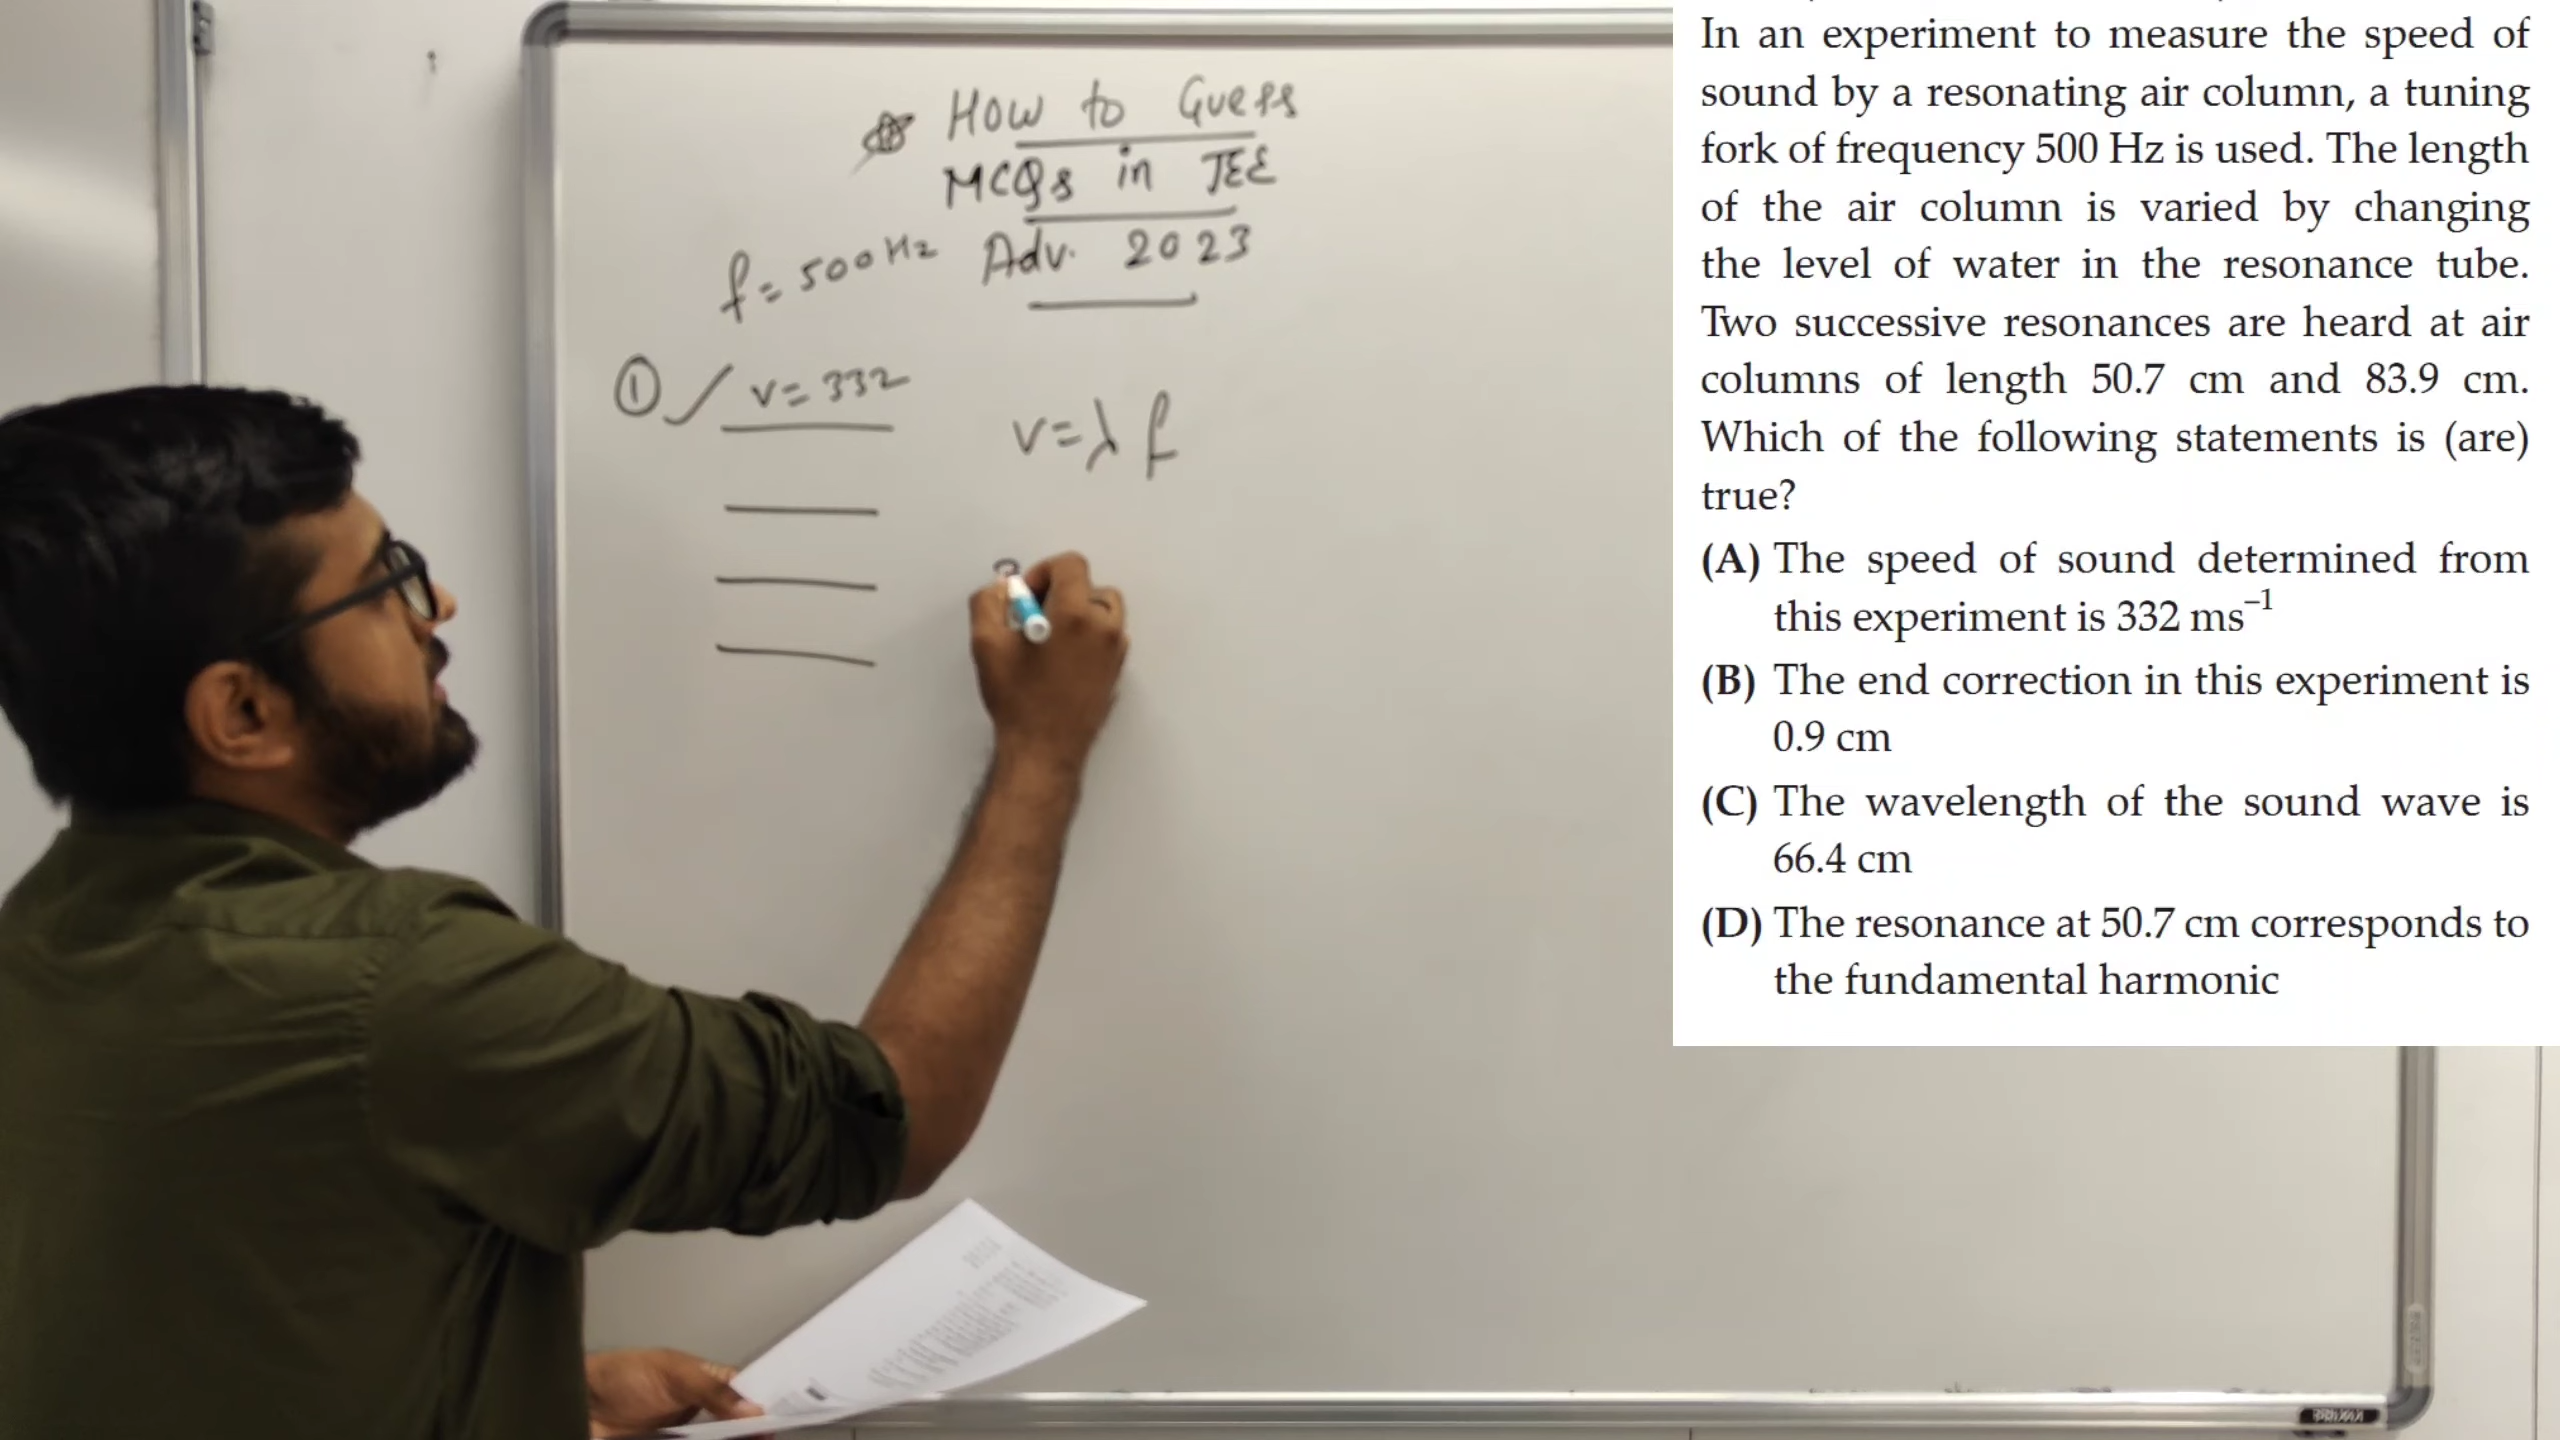 How to Guess
MCQs in JEE
Adv. 2023
f = 500 Hz
① ✓ v = 332
v = λ f
In an experiment to measure the speed of
sound by a resonating air column, a tuning
fork of frequency 500 Hz is used. The length
of the air column is varied by changing
the level of water in the resonance tube.
Two successive resonances are heard at air
columns of length 50.7 cm and 83.9 cm.
Which of the following statements is (are)
true?
(A) The speed of sound determined from
this experiment is 332 ms⁻¹
(B) The end correction in this experiment is
0.9 cm
(C) The wavelength of the sound wave is
66.4 cm
(D) The resonance at 50.7 cm corresponds to
the fundamental harmonic